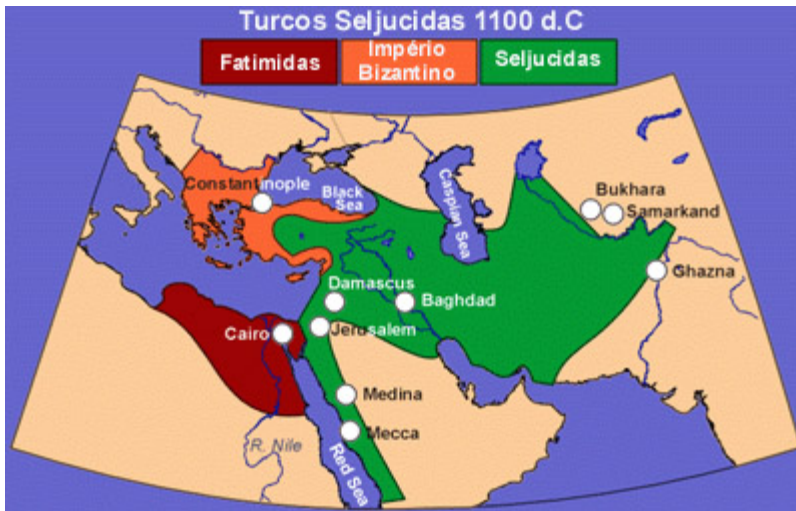 Turcos Seljucidas 1100 d.C
Fatimidas
Império
Bizantino
Seljucidas
Constantinople
Black
Sea
Caspian Sea
Bukhara
Samarkand
Ghazna
Damascus
Baghdad
Cairo
Jerusalem
Medina
Mecca
R. Nile
Red Sea